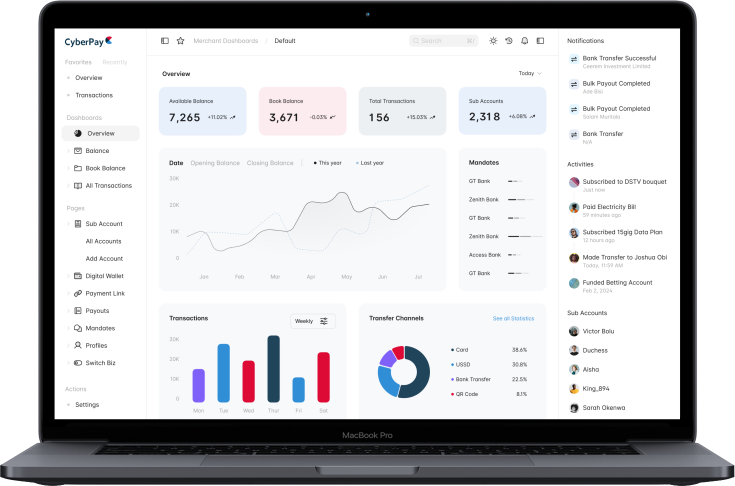 CyberPay
Favorites Recently
Overview
Transactions
Dashboards
Overview
Balance
Book Balance
All Transactions
Pages
Sub Account
All Accounts
Add Account
Digital Wallet
Payment Link
Payouts
Mandates
Profiles
Switch Biz
Actions
Settings
Merchant Dashboards / Default
Search
Overview
Today
Available Balance
7,265 +11.02%
Book Balance
3,671 -0.03%
Total Transactions
156 +15.03%
Sub Accounts
2,318 +6.08%
Date Opening Balance Closing Balance This year Last year
30K
20K
10K
0
Jan Feb Mar Apr May Jun Jul
Mandates
GT Bank
Zenith Bank
GT Bank
Zenith Bank
Access Bank
GT Bank
Transactions
Weekly
30K
20K
10K
0
Mon Tue Wed Thur Fri Sat
Transfer Channels
See all Statistics
Card 38.6%
USSD 30.8%
Bank Transfer 22.5%
QR Code 8.1%
Notifications
Bank Transfer Successful
Ceerem Investment Limited
Bulk Payout Completed
Ade Bisi
Bulk Payout Completed
Salam Muritala
Bank Transfer
N/A
Activities
Subscribed to DSTV bouquet
Just now
Paid Electricity Bill
59 minutes ago
Subscribed 15gig Data Plan
12 hours ago
Made Transfer to Joshua Obi
Today, 11:59 AM
Funded Betting Account
Feb 2, 2024
Sub Accounts
Victor Bolu
Duchess
Aisha
King_894
Sarah Okenwa
MacBook Pro